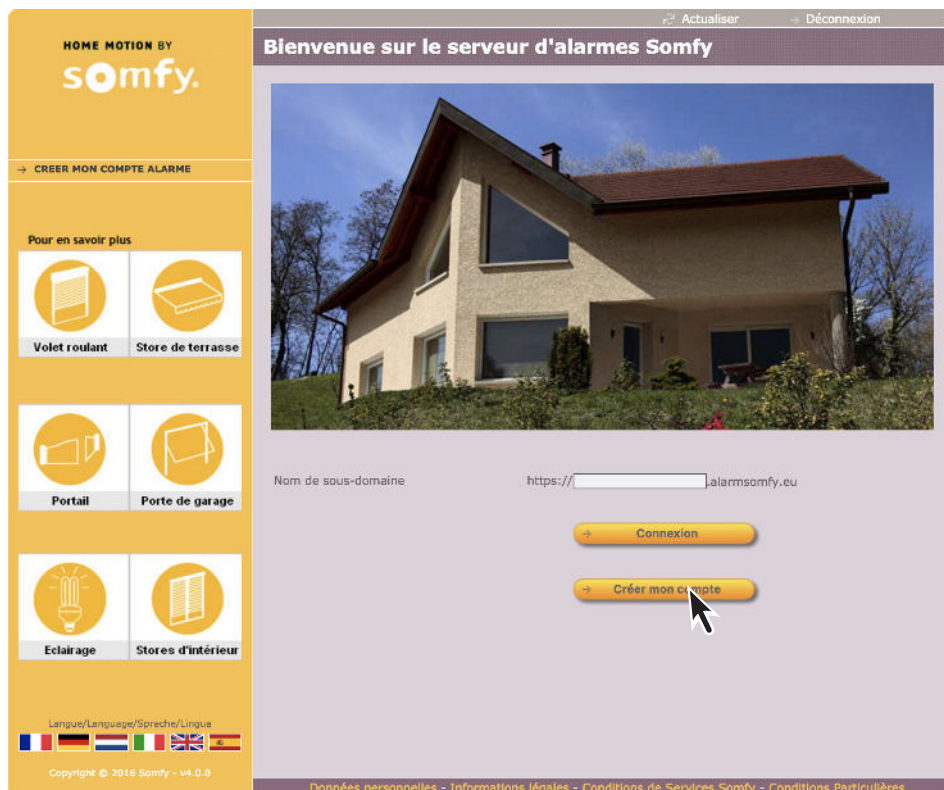 Actualiser
Déconnexion
HOME MOTION BY
somfy.
Bienvenue sur le serveur d'alarmes Somfy
CREER MON COMPTE ALARME
Pour en savoir plus
Volet roulant
Store de terrasse
Portail
Porte de garage
Eclairage
Stores d'intérieur
Nom de sous-domaine
https://
.alarmsomfy.eu
Connexion
Créer mon compte
Langue/Language/Sprache/Lingua
Copyright © 2016 Somfy - v4.0.0
Données personnelles - Informations légales - Conditions de Services Somfy - Conditions Particulières